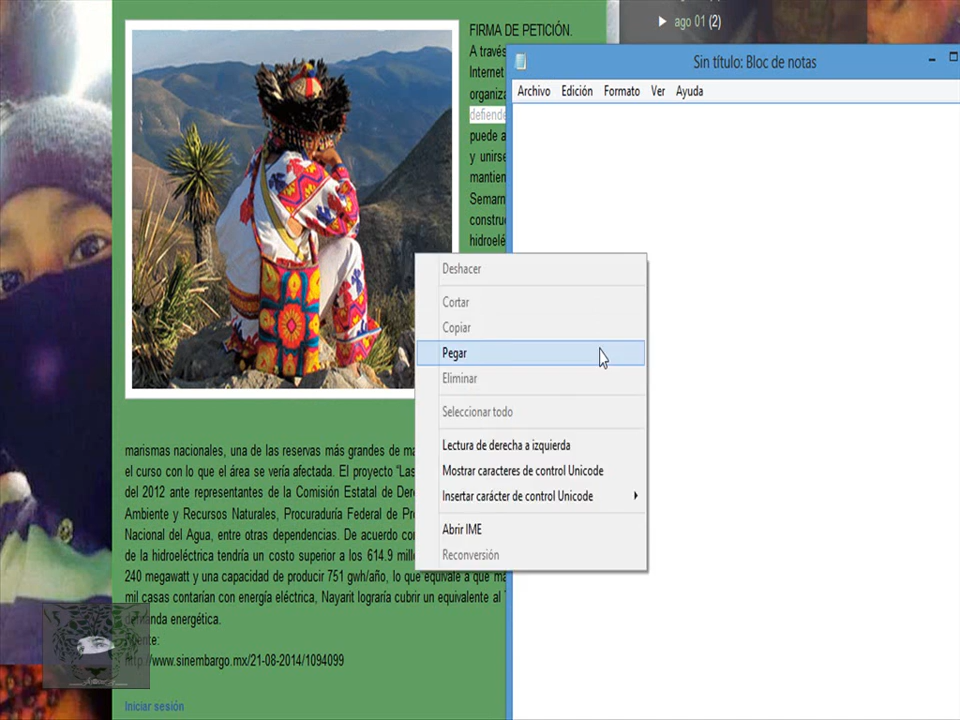 ago 01 (2)
FIRMA DE PETICIÓN.
A través
Internet
organiza
defiende
puede a
y unirse
mantien
Semarn
constru
hidroelé
Sin título: Bloc de notas
Archivo Edición Formato Ver Ayuda
Deshacer
Cortar
Copiar
Pegar
Eliminar
Seleccionar todo
Lectura de derecha a izquierda
Mostrar caracteres de control Unicode
Insertar carácter de control Unicode
Abrir IME
Reconversión
marismas nacionales, una de las reservas más grandes de ma
el curso con lo que el área se vería afectada. El proyecto "Las
del 2012 ante representantes de la Comisión Estatal de Der
Ambiente y Recursos Naturales, Procuraduría Federal de Pr
Nacional del Agua, entre otras dependencias. De acuerdo co
de la hidroeléctrica tendría un costo superior a los 614.9 mill
240 megawatt y una capacidad de producir 751 gwh/año, lo que equivale a que ma
mil casas contarían con energía eléctrica, Nayarit lograría cubrir un equivalente al
demanda energética.
Fuente:
http://www.sinembargo.mx/21-08-2014/1094099
Iniciar sesión